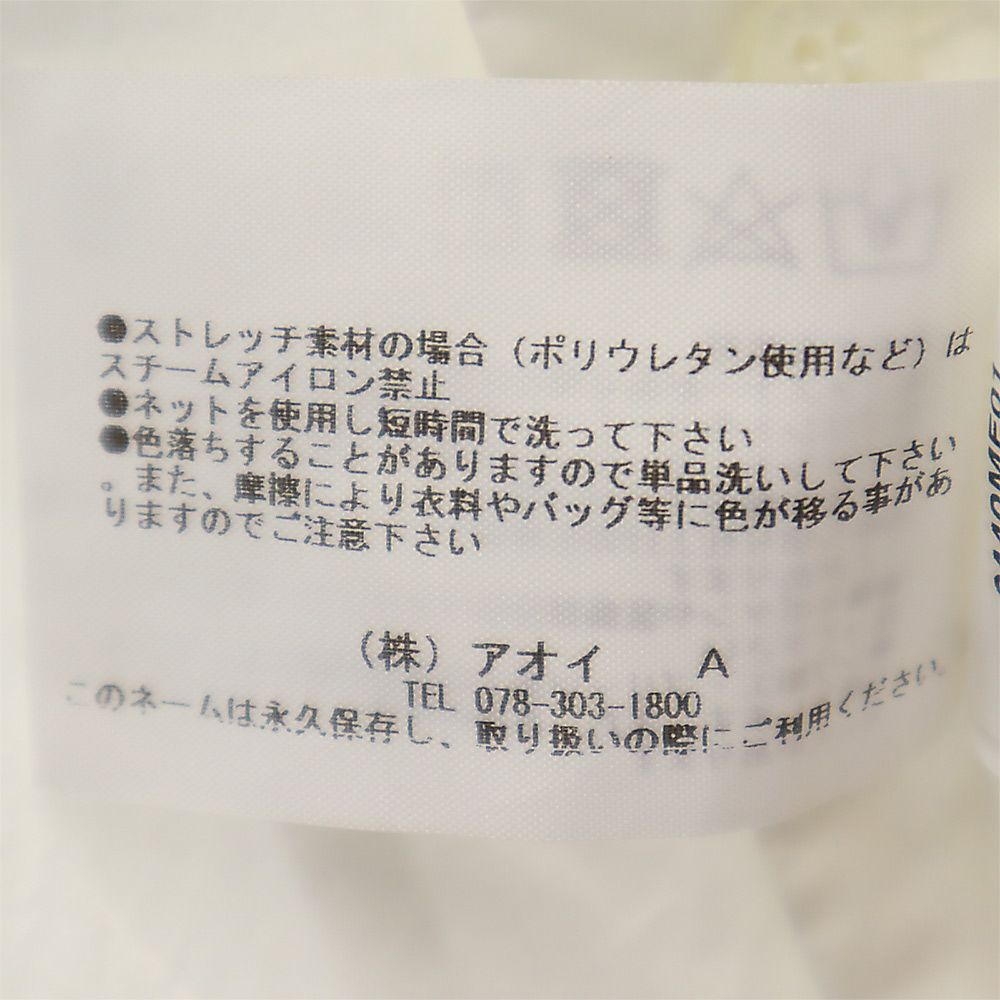 ●ストレッチ素材の場合（ポリウレタン使用など）は
スチームアイロン禁止
●ネットを使用し短時間で洗って下さい
●色落ちすることがありますので単品洗いして下さい
。また、摩擦により衣料やバッグ等に色が移る事があ
りますのでご注意下さい
（株）アオイ A
TEL 078-303-1800
このネームは永久保存し、取り扱いの際にご利用ください。